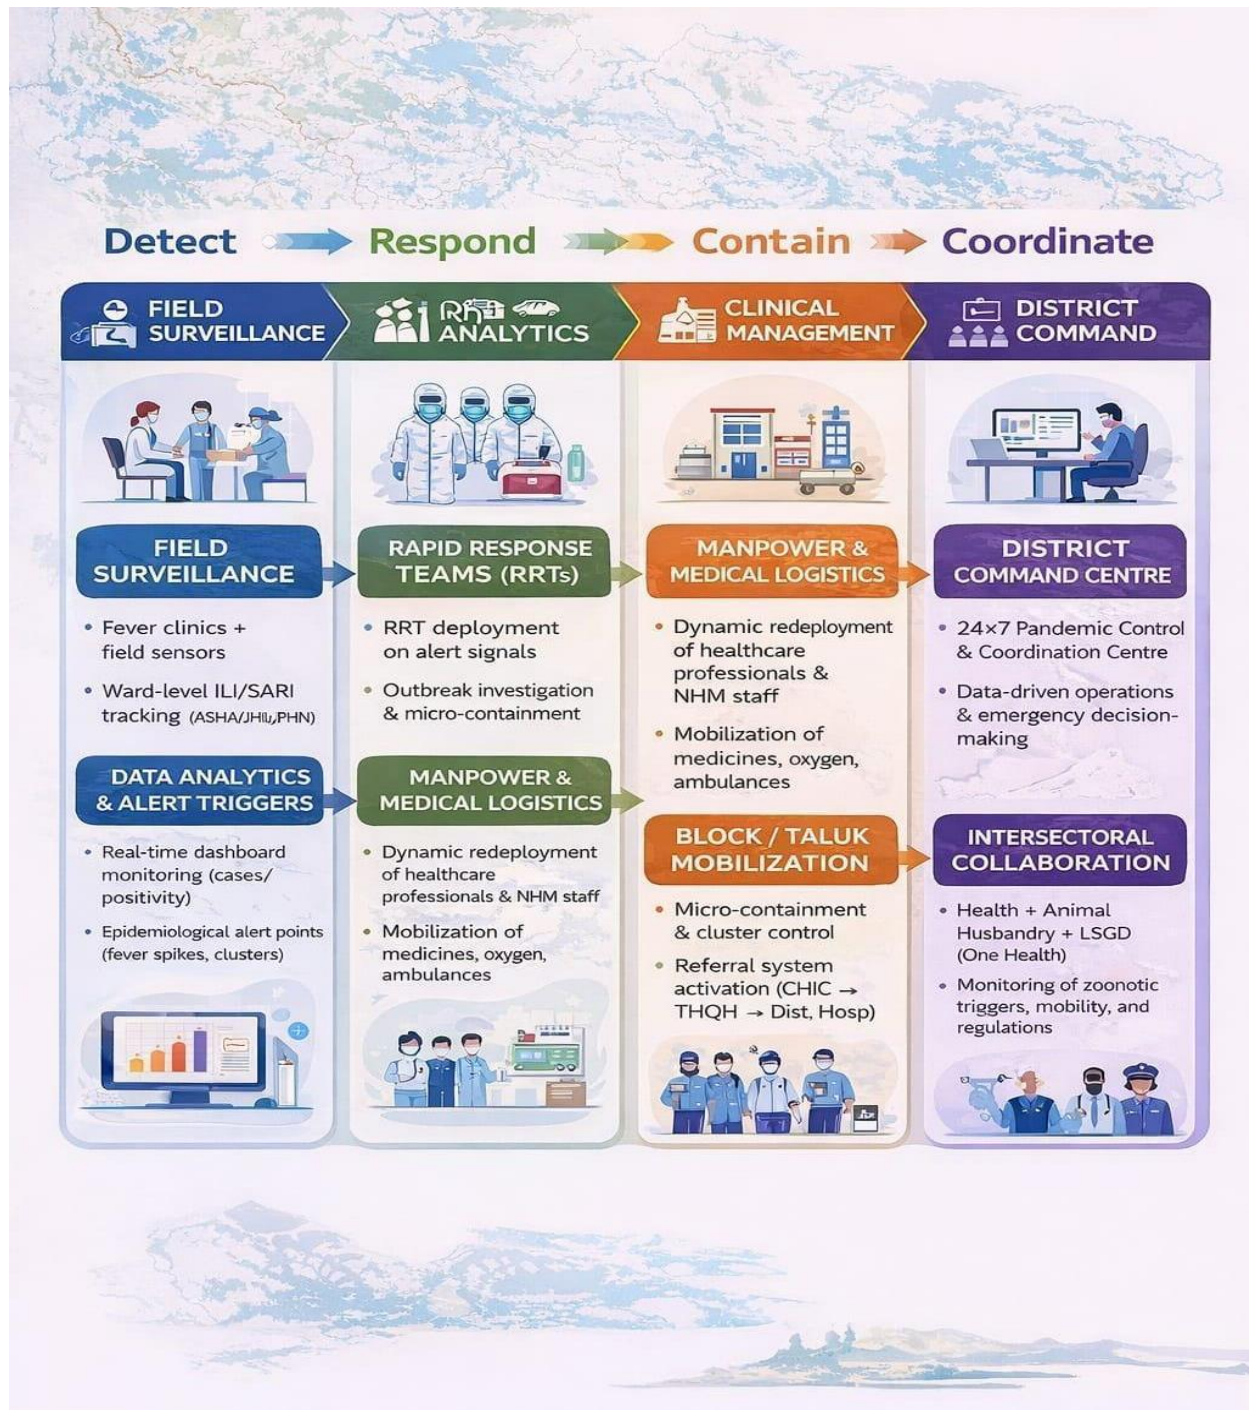 Detect
Respond
Contain
Coordinate
FIELD
SURVEILLANCE
ANALYTICS
CLINICAL
MANAGEMENT
DISTRICT
COMMAND
FIELD
SURVEILLANCE
• Fever clinics +
field sensors
• Ward-level ILI/SARI
tracking (ASHA/
DATA ANALYTICS
& ALERT TRIGGERS
• Real-time dashboard
monitoring (cases/
positivity)
• Epidemiological alert points
(fever spikes, clusters)
RAPID RESPONSE
TEAMS (RRTs)
• RRT deployment
on alert signals
• Outbreak investigation
& micro-containment
MANPOWER &
MEDICAL LOGISTICS
• Dynamic redeployment
of healthcare
professionals & NHM staff
• Mobilization of
medicines, oxygen,
ambulances
MANPOWER &
MEDICAL LOGISTICS
• Dynamic redeployment
of healthcare
professionals &
NHM staff
• Mobilization of
medicines, oxygen,
ambulances
BLOCK / TALUK
MOBILIZATION
• Micro-containment
& cluster control
• Referral system
activation (CHIC →
THQH → Dist, Hosp)
DISTRICT
COMMAND CENTRE
• 24×7 Pandemic Control
& Coordination Centre
• Data-driven operations
& emergency decision-
making
INTERSECTORAL
COLLABORATION
• Health + Animal
Husbandry + LSGD
(One Health)
• Monitoring of zoonotic
triggers, mobility, and
regulations